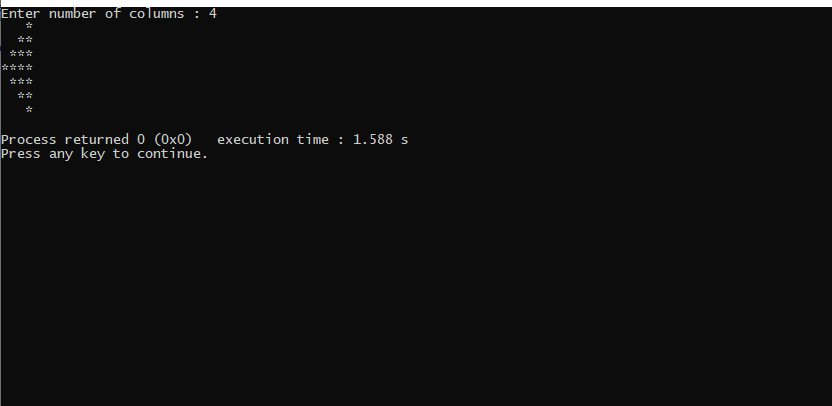 Enter number of columns : 4
   *
  **
 ***
****
 ***
  **
   *
Process returned 0 (0x0)   execution time : 1.588 s
Press any key to continue.